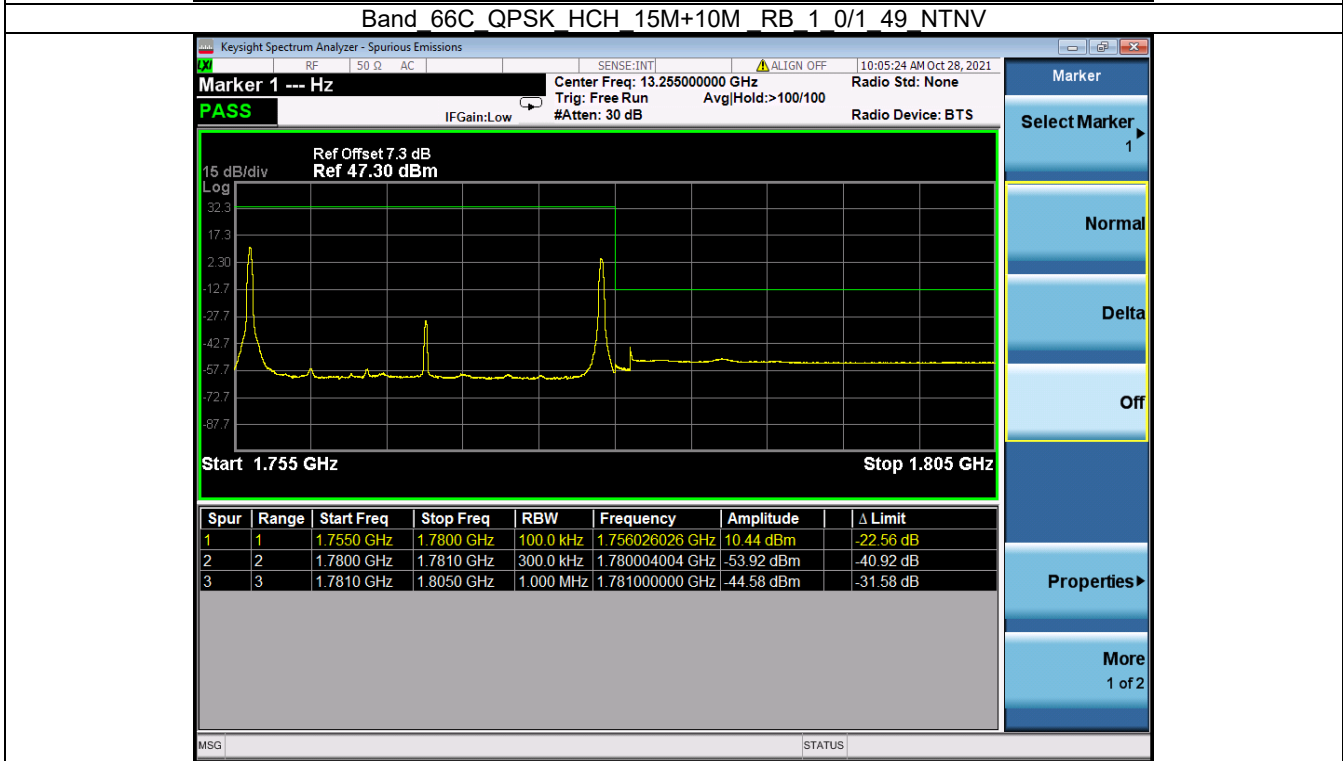 Band_66C_QPSK_HCH_15M+10M _RB_1_0/1_49_NTNV
Keysight Spectrum Analyzer - Spurious Emissions
LXI RF 50 Ω AC SENSE:INT ALIGN OFF 10:05:24 AM Oct 28, 2021
Marker 1 --- Hz
Center Freq: 13.255000000 GHz Radio Std: None
Trig: Free Run Avg|Hold:>100/100
PASS IFGain:Low #Atten: 30 dB Radio Device: BTS
Ref Offset 7.3 dB
15 dB/div Ref 47.30 dBm
Log
32.3
17.3
2.30
-12.7
-27.7
-42.7
-57.7
-72.7
-87.7
Start 1.755 GHz Stop 1.805 GHz
Spur Range Start Freq Stop Freq RBW Frequency Amplitude Δ Limit
1 1 1.7550 GHz 1.7800 GHz 100.0 kHz 1.756026026 GHz 10.44 dBm -22.56 dB
2 2 1.7800 GHz 1.7810 GHz 300.0 kHz 1.780004004 GHz -53.92 dBm -40.92 dB
3 3 1.7810 GHz 1.8050 GHz 1.000 MHz 1.781000000 GHz -44.58 dBm -31.58 dB
Marker
Select Marker
1
Normal
Delta
Off
Properties
More
1 of 2
MSG STATUS